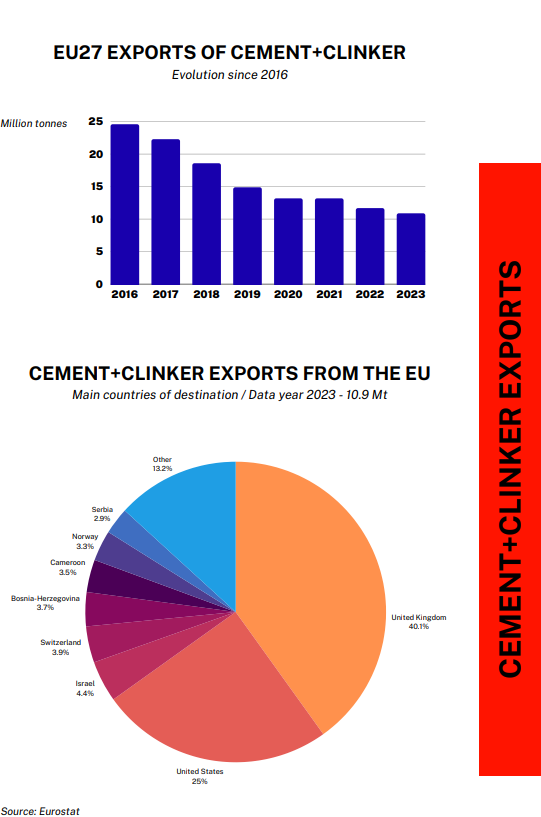 EU27 EXPORTS OF CEMENT+CLINKER
Evolution since 2016
Million tonnes
25
20
15
10
5
0
2016 2017 2018 2019 2020 2021 2022 2023
CEMENT+CLINKER EXPORTS FROM THE EU
Main countries of destination / Data year 2023 - 10.9 Mt
Other
13.2%
Serbia
2.9%
Norway
3.3%
Cameroon
3.5%
Bosnia-Herzegovina
3.7%
Switzerland
3.9%
Israel
4.4%
United States
25%
United Kingdom
40.1%
CEMENT+CLINKER EXPORTS
Source: Eurostat